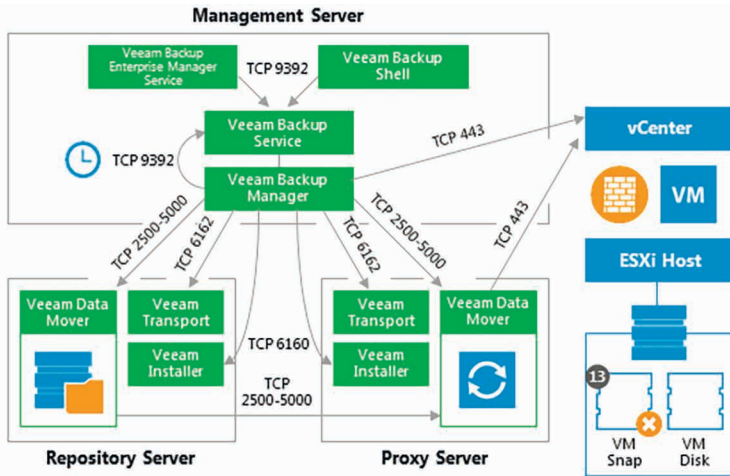 Management Server
Veeam Backup
Enterprise Manager
Service
TCP 9392
Veeam Backup
Shell
Veeam Backup
Service
TCP 9392
Veeam Backup
Manager
TCP 443
vCenter
VM
TCP 2500-5000
TCP 6162
TCP 6162
TCP 2500-5000
TCP 443
ESXi Host
Veeam Data
Mover
Veeam
Transport
Veeam
Installer
TCP 6160
TCP
2500-5000
Veeam
Transport
Veeam
Installer
Veeam Data
Mover
13
VM
Snap
VM
Disk
Repository Server
Proxy Server